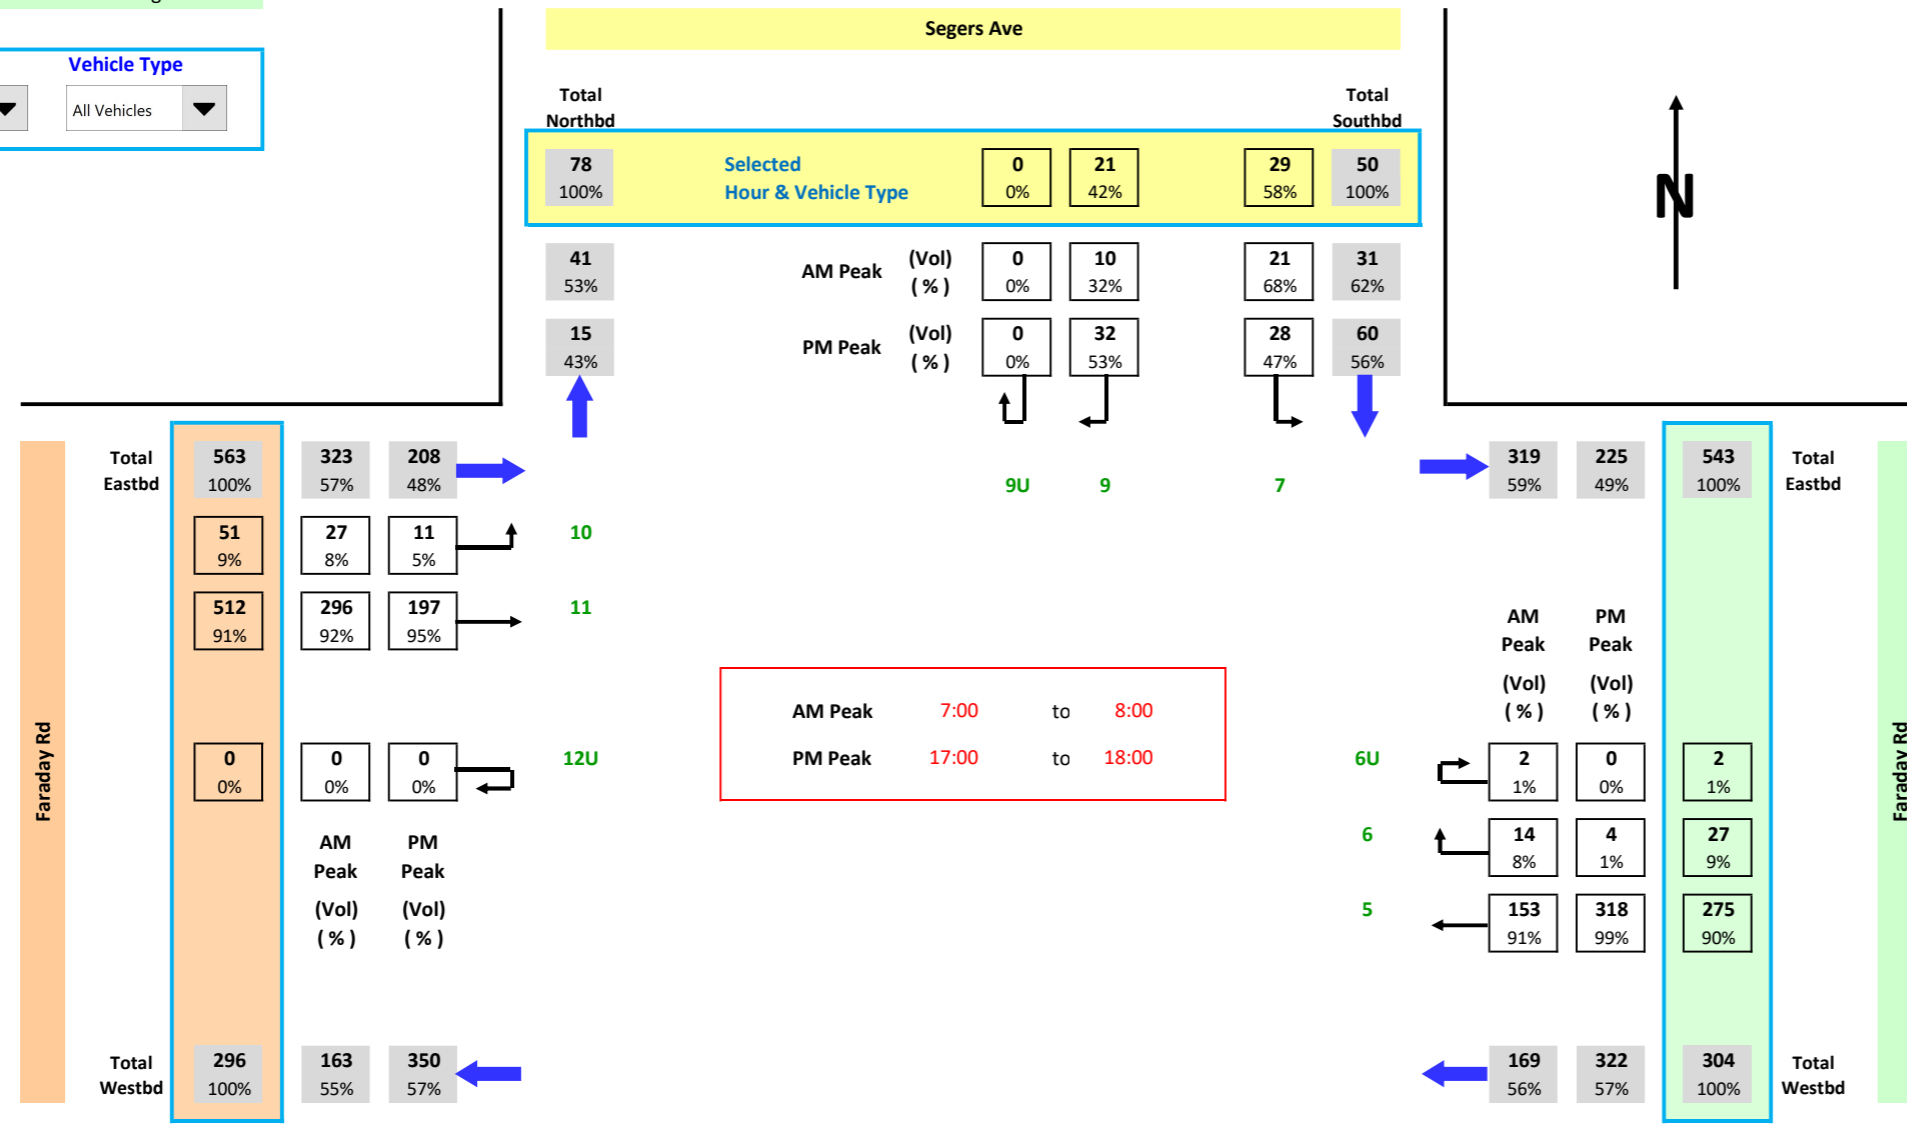 Segers Ave
Vehicle Type
All Vehicles
Total
Northbd
Total
Southbd
78
100%
Selected
Hour & Vehicle Type
0
0%
21
42%
29
58%
50
100%
41
53%
AM Peak
(Vol)
( % )
0
0%
10
32%
21
68%
31
62%
15
43%
PM Peak
(Vol)
( % )
0
0%
32
53%
28
47%
60
56%
Total
Eastbd
563
100%
323
57%
208
48%
9U
9
7
319
59%
225
49%
543
100%
Total
Eastbd
51
9%
27
8%
11
5%
10
512
91%
296
92%
197
95%
11
AM
Peak
(Vol)
( % )
PM
Peak
(Vol)
( % )
Faraday Rd
AM Peak 7:00 to 8:00
PM Peak 17:00 to 18:00
Faraday Rd
0
0%
0
0%
0
0%
12U
6U
2
1%
0
0%
2
1%
AM
Peak
(Vol)
( % )
PM
Peak
(Vol)
( % )
6
14
8%
4
1%
27
9%
5
153
91%
318
99%
275
90%
Total
Westbd
296
100%
163
55%
350
57%
169
56%
322
57%
304
100%
Total
Westbd
N